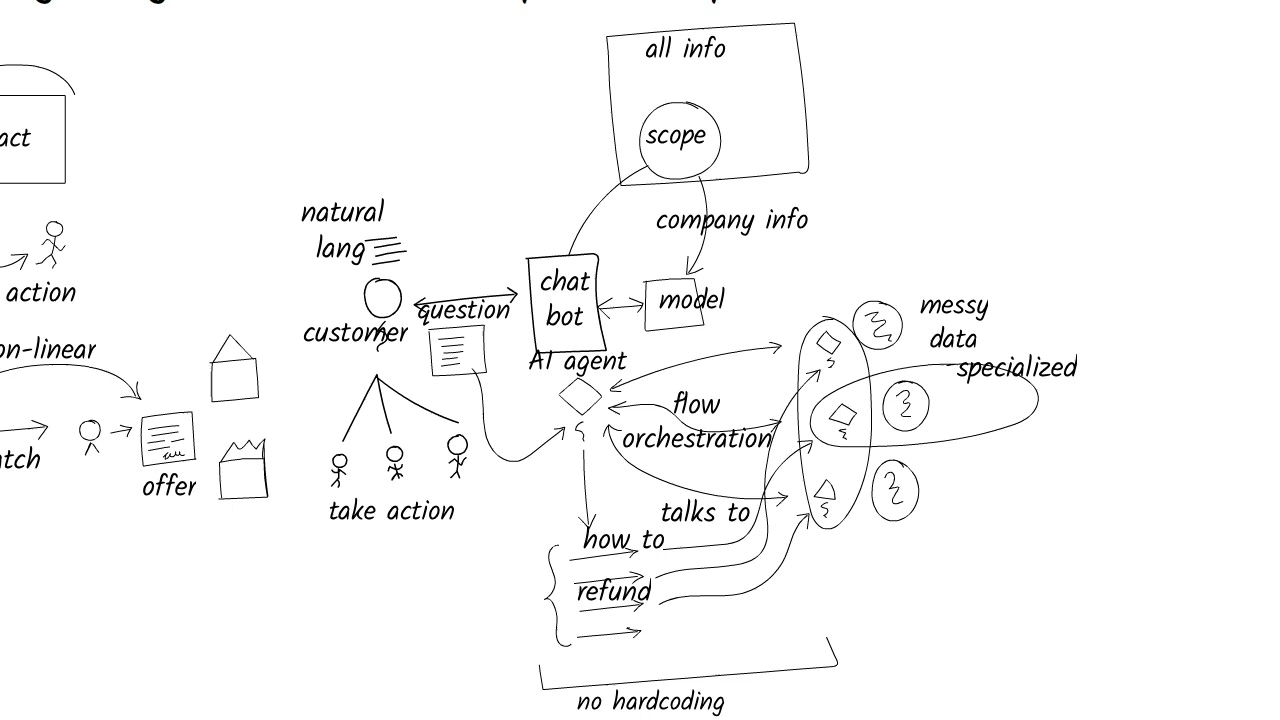 all info
scope
act
natural
lang
company info
action
chat
bot
model
question
customer
messy
data
specialized
on-linear
AI agent
flow
orchestration
offer
take action
talks to
how to
refund
no hardcoding